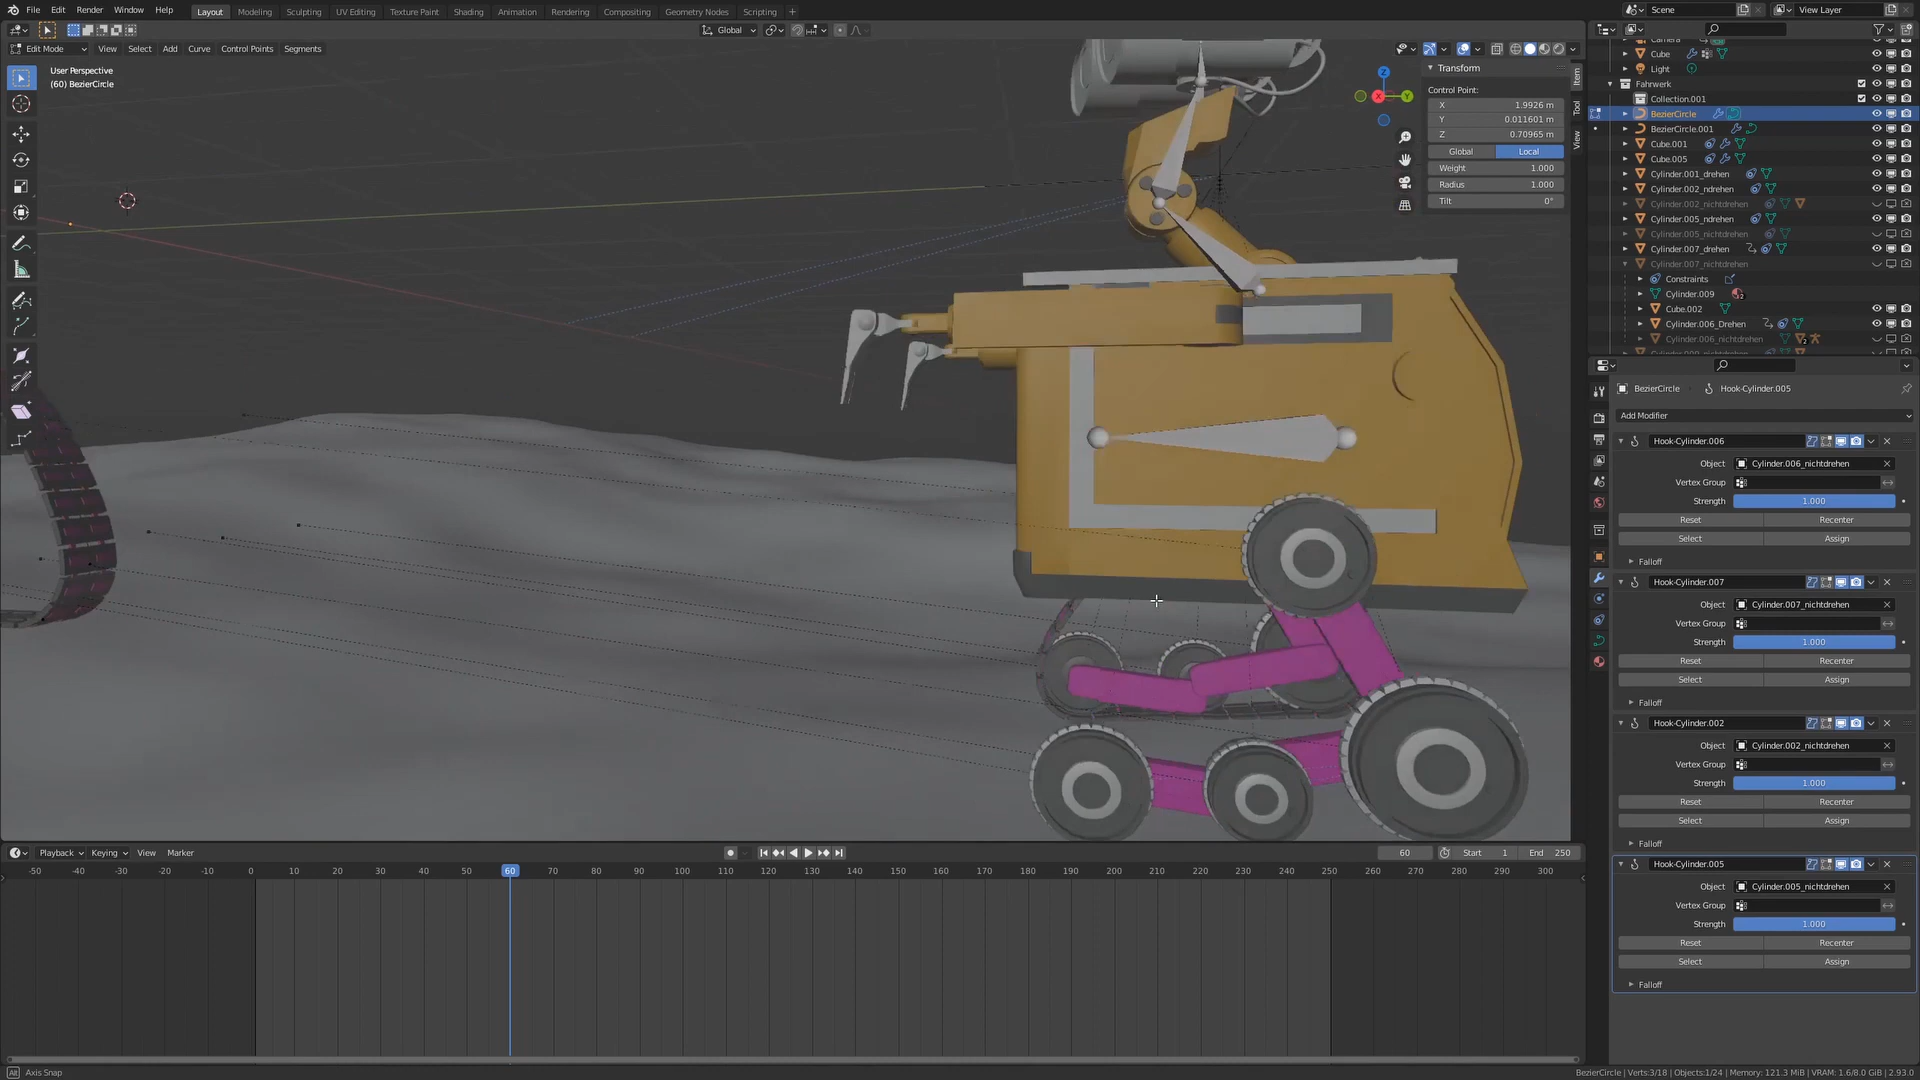 File Edit Render Window Help
Layout Modeling Sculpting UV Editing Texture Paint Shading Animation Rendering Compositing Geometry Nodes Scripting
Scene
View Layer
Global
Edit Mode
View Select Add Curve Control Points Segments
User Perspective
(60) BezierCircle
Z
X
Y
Transform
Control Point:
X 1.9926 m
Y 0.011601 m
Z 0.70965 m
Global Local
Weight 1.000
Radius 1.000
Tilt 0°
Item
Tool
View
Camera
Cube
Light
Fahrwerk
Collection.001
BezierCircle
BezierCircle.001
Cube.001
Cube.005
Cylinder.001_drehen
Cylinder.002_ndrehen
Cylinder.002_nichtdrehen
Cylinder.005_ndrehen
Cylinder.005_nichtdrehen
Cylinder.007_drehen
Cylinder.007_nichtdrehen
Constraints
Cylinder.009
2
Cube.002
Cylinder.006_Drehen
Cylinder.006_nichtdrehen
2
BezierCircle
Hook-Cylinder.005
Add Modifier
Hook-Cylinder.006
Object Cylinder.006_nichtdrehen
Vertex Group
Strength 1.000
Reset Recenter
Select Assign
Falloff
Hook-Cylinder.007
Object Cylinder.007_nichtdrehen
Vertex Group
Strength 1.000
Reset Recenter
Select Assign
Falloff
Hook-Cylinder.002
Object Cylinder.002_nichtdrehen
Vertex Group
Strength 1.000
Reset Recenter
Select Assign
Falloff
Hook-Cylinder.005
Object Cylinder.005_nichtdrehen
Vertex Group
Strength 1.000
Reset Recenter
Select Assign
Falloff
Playback Keying View Marker
60
Start 1
End 250
-50 -40 -30 -20 -10 0 10 20 30 40 50 60 70 80 90 100 110 120 130 140 150 160 170 180 190 200 210 220 230 240 250 260 270 280 290 300
Alt Axis Snap
BezierCircle | Verts:3/18 | Objects:1/24 | Memory: 121.3 MiB | VRAM: 1.6/8.0 GiB | 2.93.0